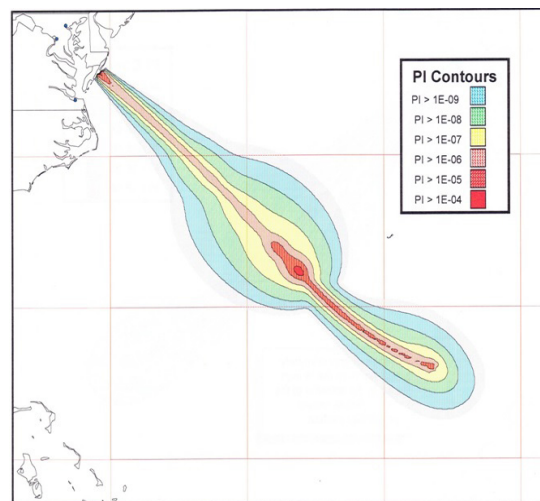 PI Contours
PI > 1E-09
PI > 1E-08
PI > 1E-07
PI > 1E-06
PI > 1E-05
PI > 1E-04